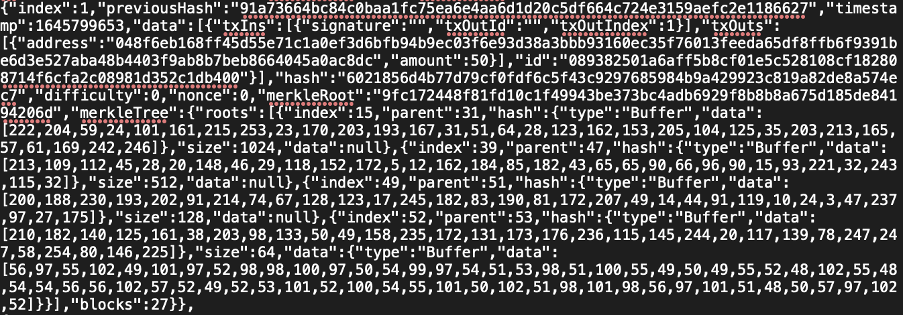 {"index":1,"previousHash":"91a7366a4bc84c0baa1fc75eab5e6d1d20c5df664c724e3159aefc2e1186627","timesta
mp":1645799653,"data":[{"txIns":[{"signature":"","txOutId":"","txOutIndex":1}],"txOuts":
[{"address":"048f6eb168ff45d55e71c1a0ef3d6bfb94b9ec03f6e93d38a3bbb93160ec35f76013feeda65df8ffb6f9391b
e6d3e527aba48b4403f9ab8b7beb8664045a0ac8dc","amount":50}],"id":"089382501a6aff5b8cf01e5c528108cf18280
8714f6cfa2c08981d352c1db400"}],"hash":"6021856d4b77d79cf0fdf6c5f43c9297685984b9a429923c819a82de8a574e
c7","difficulty":0,"nonce":0,"merkleRoot":"9fc172448f81fd10c1f49943be373bc4adb6929f8b8b8a675d185de841
94206d","merkleTree":{"roots":[{"index":15,"parent":31,"hash":{"type":"Buffer","data":
[222,204,59,24,101,161,215,253,23,170,203,193,167,31,51,64,28,123,162,153,205,104,125,35,203,213,165,
57,61,169,242,246]},"size":1024,"data":null},{"index":39,"parent":47,"hash":{"type":"Buffer","data":
[213,109,112,45,28,20,148,46,29,118,152,172,5,12,162,184,85,182,43,65,65,90,66,96,90,15,93,221,32,243
,115,32]},"size":512,"data":null},{"index":49,"parent":51,"hash":{"type":"Buffer","data":
[200,188,230,193,202,91,214,74,67,128,123,17,245,182,83,190,81,172,207,49,14,44,91,119,10,24,3,47,237
,97,27,175]},"size":128,"data":null},{"index":52,"parent":53,"hash":{"type":"Buffer","data":
[210,182,140,125,161,38,203,98,133,50,49,158,235,172,131,173,176,236,115,145,244,20,117,139,78,247,24
7,58,254,80,146,225]},"size":64,"data":{"type":"Buffer","data":
[56,97,55,102,49,101,97,52,98,98,100,97,50,54,99,97,54,51,53,98,51,100,55,49,50,49,55,52,48,102,55,48
,54,54,56,56,102,57,52,49,52,53,101,52,100,54,55,101,50,102,51,98,101,98,56,97,101,51,48,50,57,97,102
,52]}}],"blocks":27}},